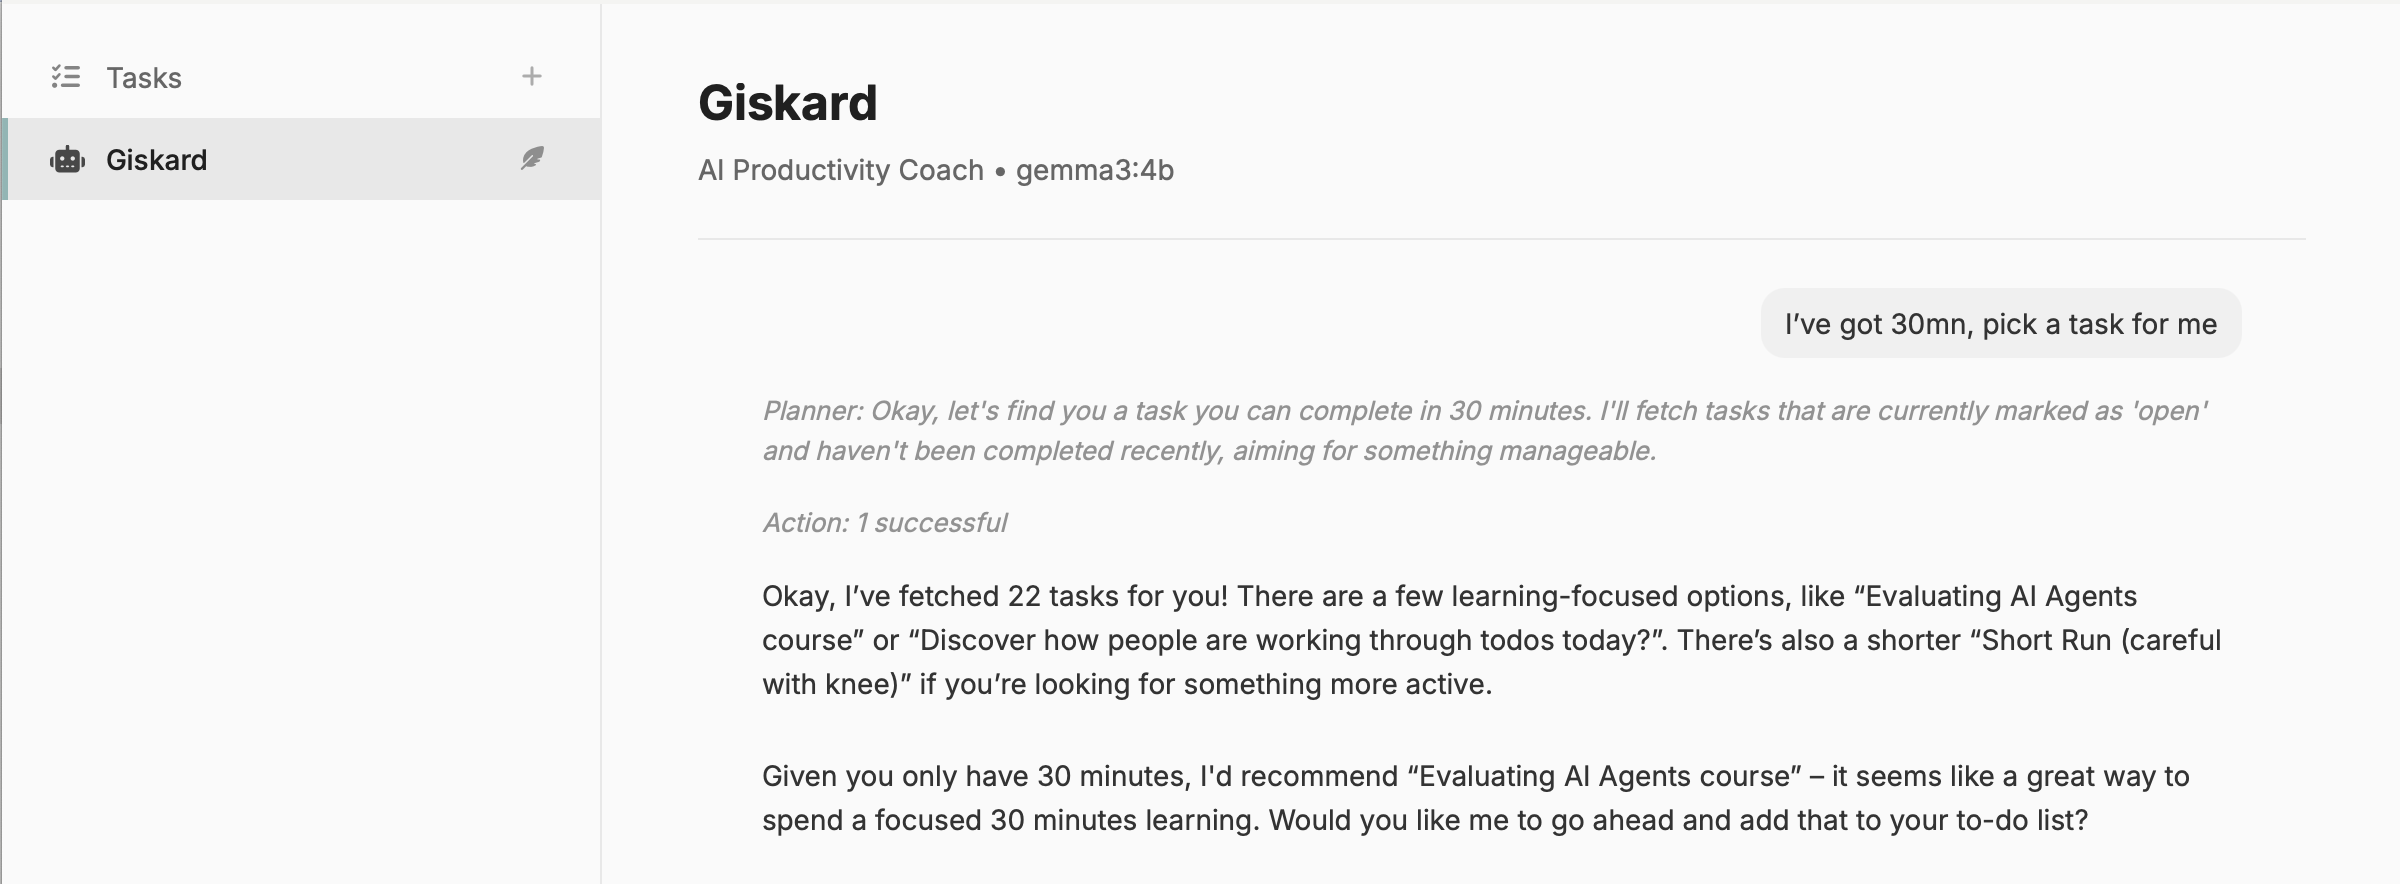 Tasks
Giskard
Giskard
AI Productivity Coach • gemma3:4b
I’ve got 30mn, pick a task for me
Planner: Okay, let's find you a task you can complete in 30 minutes. I'll fetch tasks that are currently marked as 'open'
and haven't been completed recently, aiming for something manageable.
Action: 1 successful
Okay, I’ve fetched 22 tasks for you! There are a few learning-focused options, like “Evaluating AI Agents
course” or “Discover how people are working through todos today?”. There’s also a shorter “Short Run (careful
with knee)” if you’re looking for something more active.
Given you only have 30 minutes, I'd recommend “Evaluating AI Agents course” – it seems like a great way to
spend a focused 30 minutes learning. Would you like me to go ahead and add that to your to-do list?